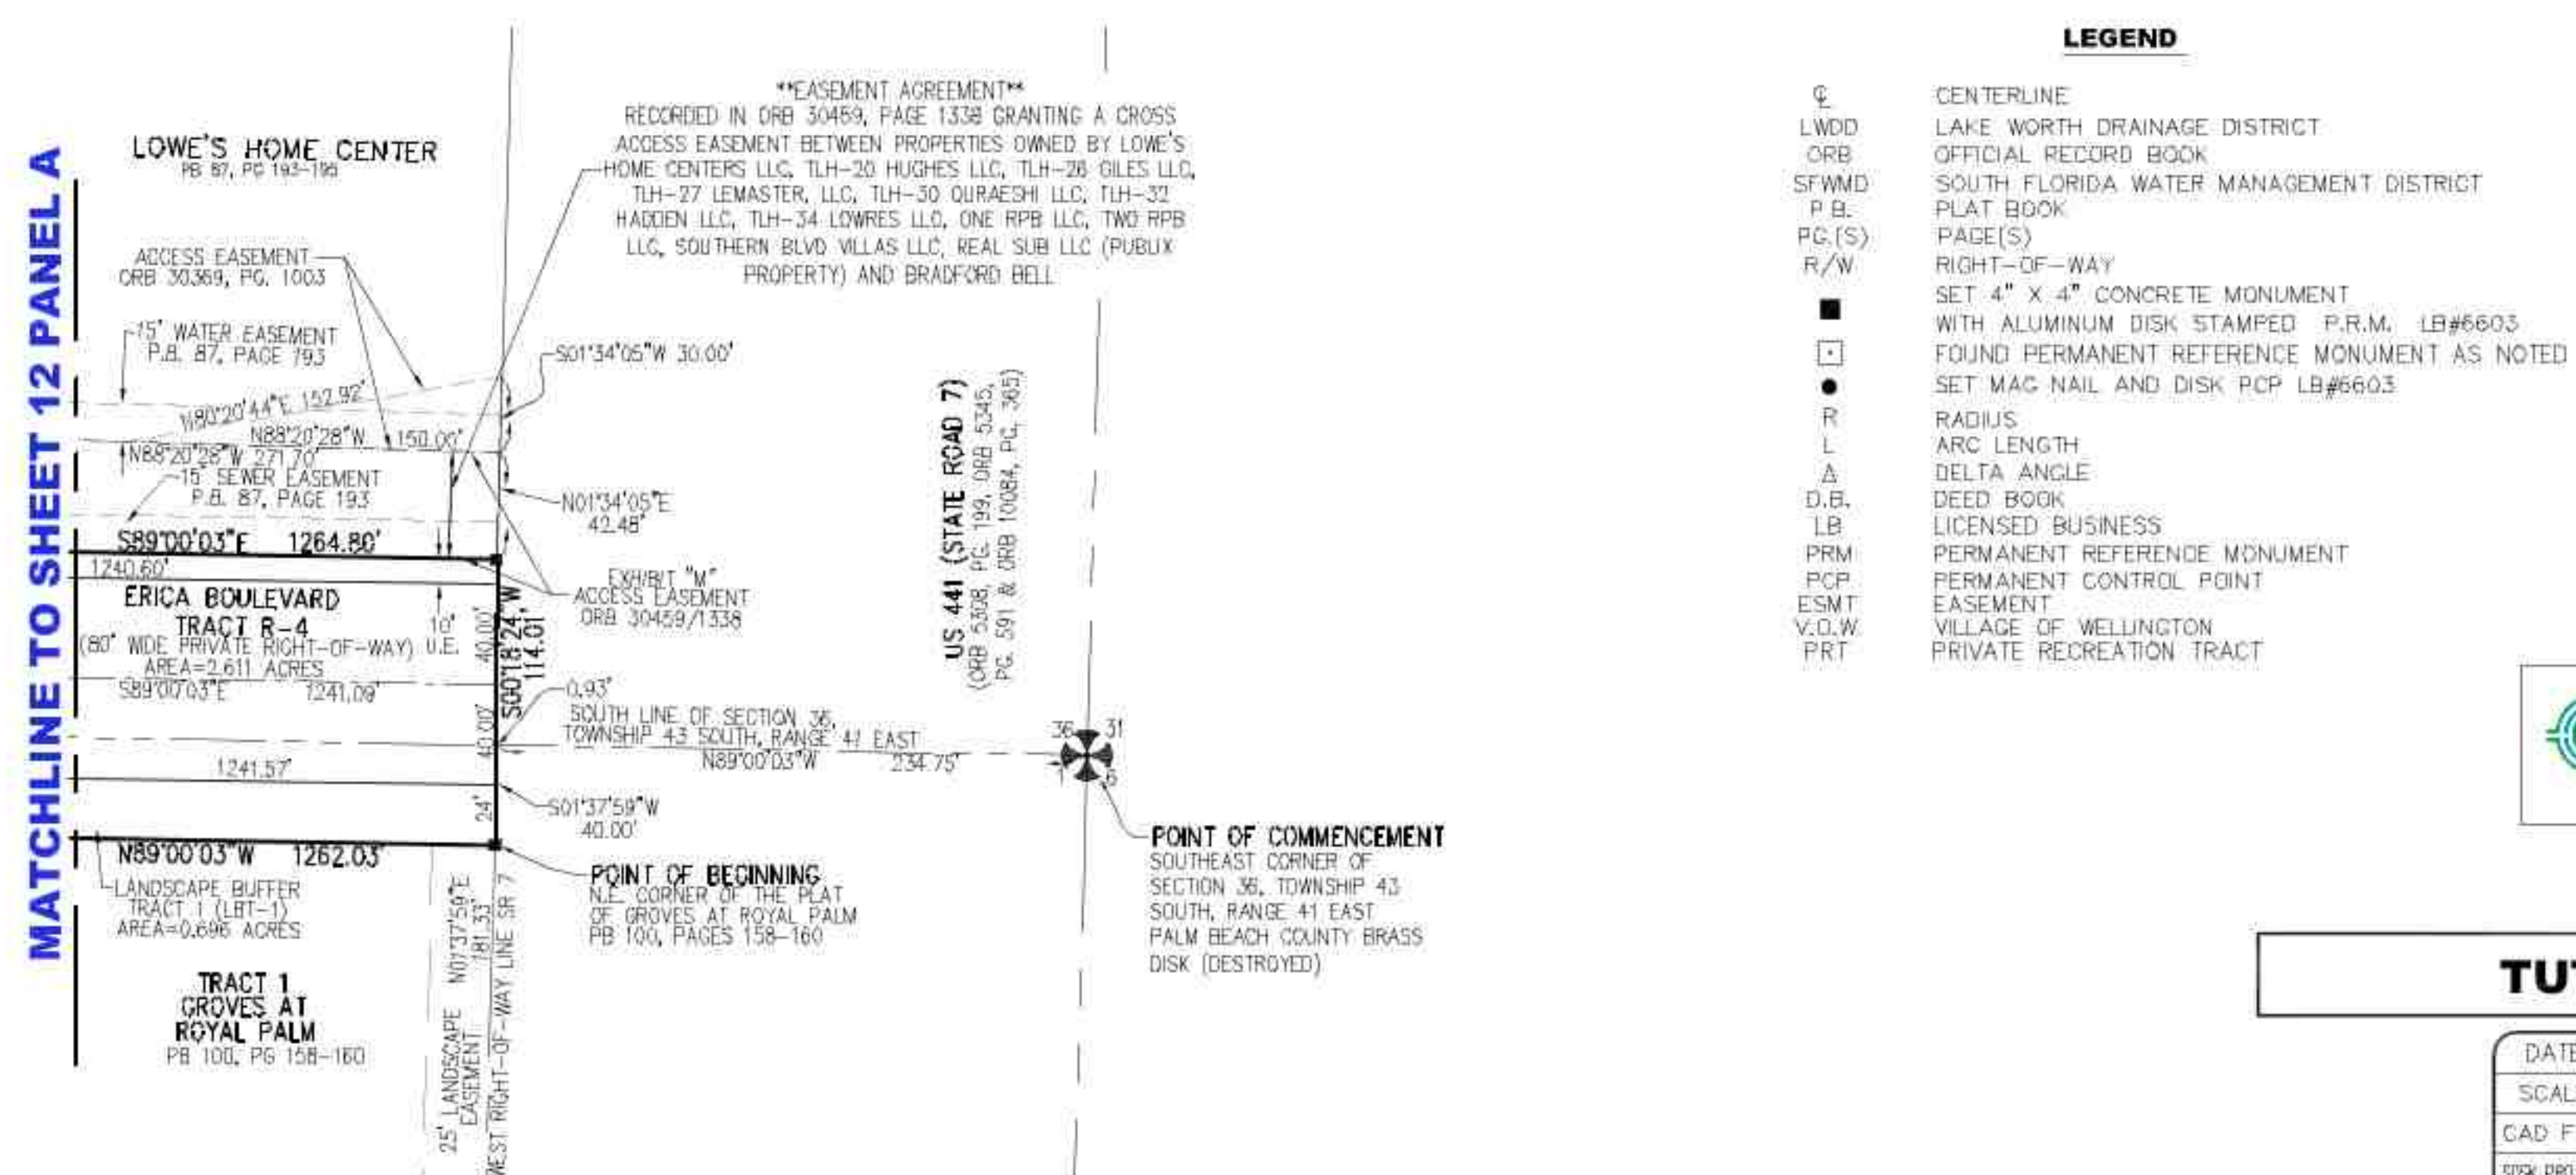 MATCHLINE TO SHEET 12 PANEL A
LOWE'S HOME CENTER
PB 87, PG 193-195
**EASEMENT AGREEMENT**
RECORDED IN ORB 30459, PAGE 1338 GRANTING A CROSS
ACCESS EASEMENT BETWEEN PROPERTIES OWNED BY LOWE'S
HOME CENTERS LLC, TLH-20 HUGHES LLC, TLH-26 GILES LLC,
TLH-27 LEMASTER, LLC, TLH-30 QURAESHI LLC, TLH-32
HADDEN LLC, TLH-34 LOWRES LLC, ONE RPB LLC, TWO RPB
LLC, SOUTHERN BLVD VILLAS LLC, REAL SUB LLC (PUBLIX
PROPERTY) AND BRADFORD BELL
ACCESS EASEMENT
ORB 30369, PG. 1003
15' WATER EASEMENT
P.B. 87, PAGE 193
S01°34'05"W 30.00'
N80°20'44"E 152.92'
N88°20'28"W 150.00'
N88°20'28"W 271.70'
15' SEWER EASEMENT
P.B. 87, PAGE 193
N01°34'05"E
42.48'
S89°00'03"E 1264.80'
1240.60'
ERICA BOULEVARD
TRACT R-4
(80' WIDE PRIVATE RIGHT-OF-WAY)
AREA=2.611 ACRES
S89°00'03"E 1241.09'
10'
U.E.
40.00'
S00°18'24"W
114.01'
EXHIBIT "M"
ACCESS EASEMENT
ORB 30459/1338
US 441 (STATE ROAD 7)
(ORB 5308, PG. 199, ORB 5345,
PG. 591 & ORB 10084, PG. 365)
0.93'
SOUTH LINE OF SECTION 36,
TOWNSHIP 43 SOUTH, RANGE 41 EAST
N89°00'03"W 234.75'
40.00'
1241.57'
24'
S01°37'59"W
40.00'
36 31
1 6
N89°00'03"W 1262.03'
LANDSCAPE BUFFER
TRACT 1 (LBT-1)
AREA=0.696 ACRES
POINT OF BEGINNING
N.E. CORNER OF THE PLAT
OF GROVES AT ROYAL PALM
PB 100, PAGES 158-160
POINT OF COMMENCEMENT
SOUTHEAST CORNER OF
SECTION 36, TOWNSHIP 43
SOUTH, RANGE 41 EAST
PALM BEACH COUNTY BRASS
DISK (DESTROYED)
TRACT 1
GROVES AT
ROYAL PALM
PB 100, PG 158-160
25' LANDSCAPE
EASEMENT
N01°37'59"E
181.33'
WEST RIGHT-OF-WAY LINE SR 7
LEGEND
℄ CENTERLINE
LWDD LAKE WORTH DRAINAGE DISTRICT
ORB OFFICIAL RECORD BOOK
SFWMD SOUTH FLORIDA WATER MANAGEMENT DISTRICT
P.B. PLAT BOOK
PG.(S) PAGE(S)
R/W RIGHT-OF-WAY
SET 4" X 4" CONCRETE MONUMENT
WITH ALUMINUM DISK STAMPED P.R.M. LB#6603
FOUND PERMANENT REFERENCE MONUMENT AS NOTED
SET MAG NAIL AND DISK PCP LB#6603
R RADIUS
L ARC LENGTH
Δ DELTA ANGLE
D.B. DEED BOOK
LB LICENSED BUSINESS
PRM PERMANENT REFERENCE MONUMENT
PCP PERMANENT CONTROL POINT
ESMT EASEMENT
V.O.W. VILLAGE OF WELLINGTON
PRT PRIVATE RECREATION TRACT
TUT
DATE
SCAL
CAD F